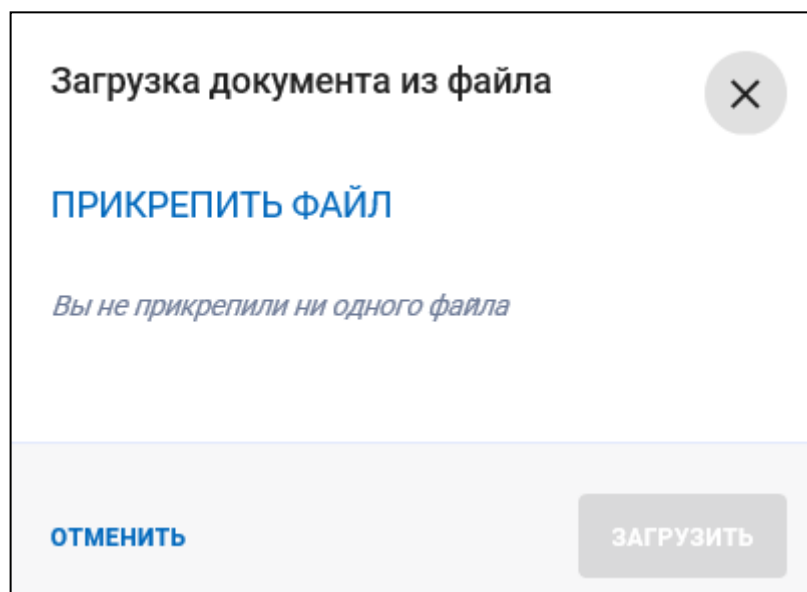 Загрузка документа из файла
ПРИКРЕПИТЬ ФАЙЛ
Вы не прикрепили ни одного файла
ОТМЕНИТЬ
ЗАГРУЗИТЬ